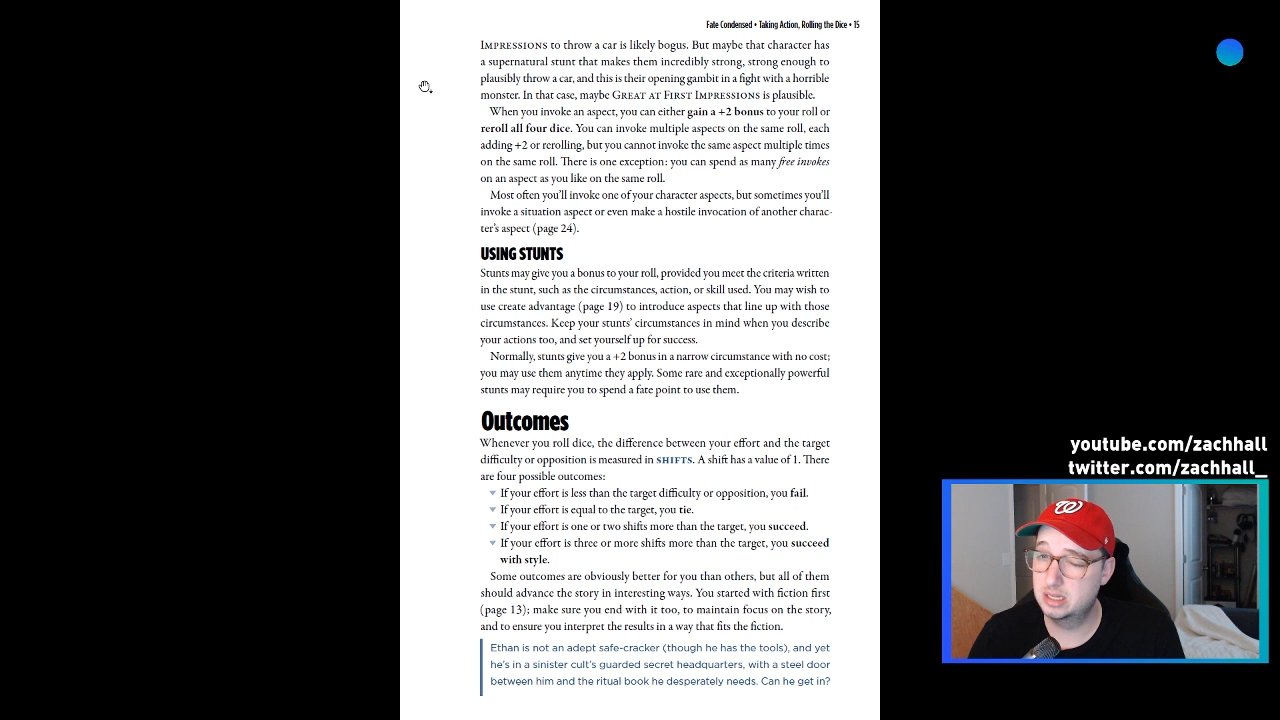 Fate Condensed • Taking Action, Rolling the Dice • 15
Impressions to throw a car is likely bogus. But maybe that character has
a supernatural stunt that makes them incredibly strong, strong enough to
plausibly throw a car, and this is their opening gambit in a fight with a horrible
monster. In that case, maybe Great at First Impressions is plausible.
When you invoke an aspect, you can either gain a +2 bonus to your roll or
reroll all four dice. You can invoke multiple aspects on the same roll, each
adding +2 or rerolling, but you cannot invoke the same aspect multiple times
on the same roll. There is one exception: you can spend as many free invokes
on an aspect as you like on the same roll.
Most often you'll invoke one of your character aspects, but sometimes you'll
invoke a situation aspect or even make a hostile invocation of another charac-
ter's aspect (page 24).
USING STUNTS
Stunts may give you a bonus to your roll, provided you meet the criteria written
in the stunt, such as the circumstances, action, or skill used. You may wish to
use create advantage (page 19) to introduce aspects that line up with those
circumstances. Keep your stunts' circumstances in mind when you describe
your actions too, and set yourself up for success.
Normally, stunts give you a +2 bonus in a narrow circumstance with no cost;
you may use them anytime they apply. Some rare and exceptionally powerful
stunts may require you to spend a fate point to use them.
Outcomes
Whenever you roll dice, the difference between your effort and the target
difficulty or opposition is measured in shifts. A shift has a value of 1. There
are four possible outcomes:
If your effort is less than the target difficulty or opposition, you fail.
If your effort is equal to the target, you tie.
If your effort is one or two shifts more than the target, you succeed.
If your effort is three or more shifts more than the target, you succeed
with style.
Some outcomes are obviously better for you than others, but all of them
should advance the story in interesting ways. You started with fiction first
(page 13); make sure you end with it too, to maintain focus on the story,
and to ensure you interpret the results in a way that fits the fiction.
Ethan is not an adept safe-cracker (though he has the tools), and yet
he's in a sinister cult's guarded secret headquarters, with a steel door
between him and the ritual book he desperately needs. Can he get in?
youtube.com/zachhall
twitter.com/zachhall_
W